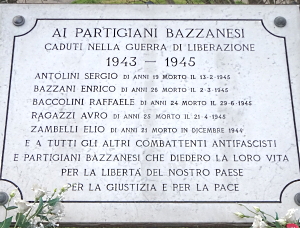 AI PARTIGIANI BAZZANESI
CADUTI NELLA GUERRA DI LIBERAZIONE
1943 - 1945
ANTOLINI SERGIO DI ANNI 19 MORTO IL 13-2-1945
BAZZANI ENRICO DI ANNI 26 MORTO IL 2-3-1945
BACCOLINI RAFFAELE DI ANNI 24 MORTO IL 29-6-1945
RAGAZZI AVRO DI ANNI 25 MORTO IL 21-4-1945
ZAMBELLI ELIO DI ANNI 21 MORTO IN DICEMBRE 1944
E A TUTTI GLI ALTRI COMBATTENTI ANTIFASCISTI
E PARTIGIANI BAZZANESI CHE DIEDERO LA LORO VITA
PER LA LIBERTÀ DEL NOSTRO PAESE
PER LA GIUSTIZIA E PER LA PACE